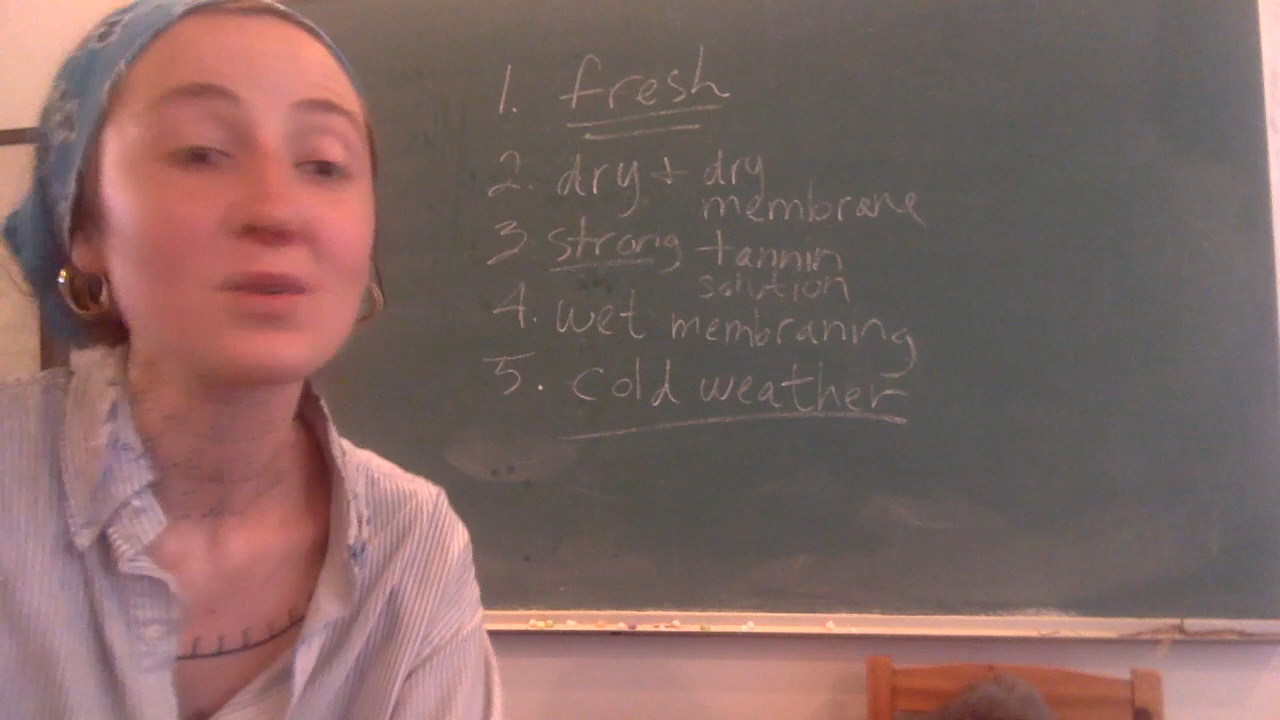 1. fresh
2. dry + dry
membrane
3. strong tannin
solution
4. wet membraning
5. cold weather